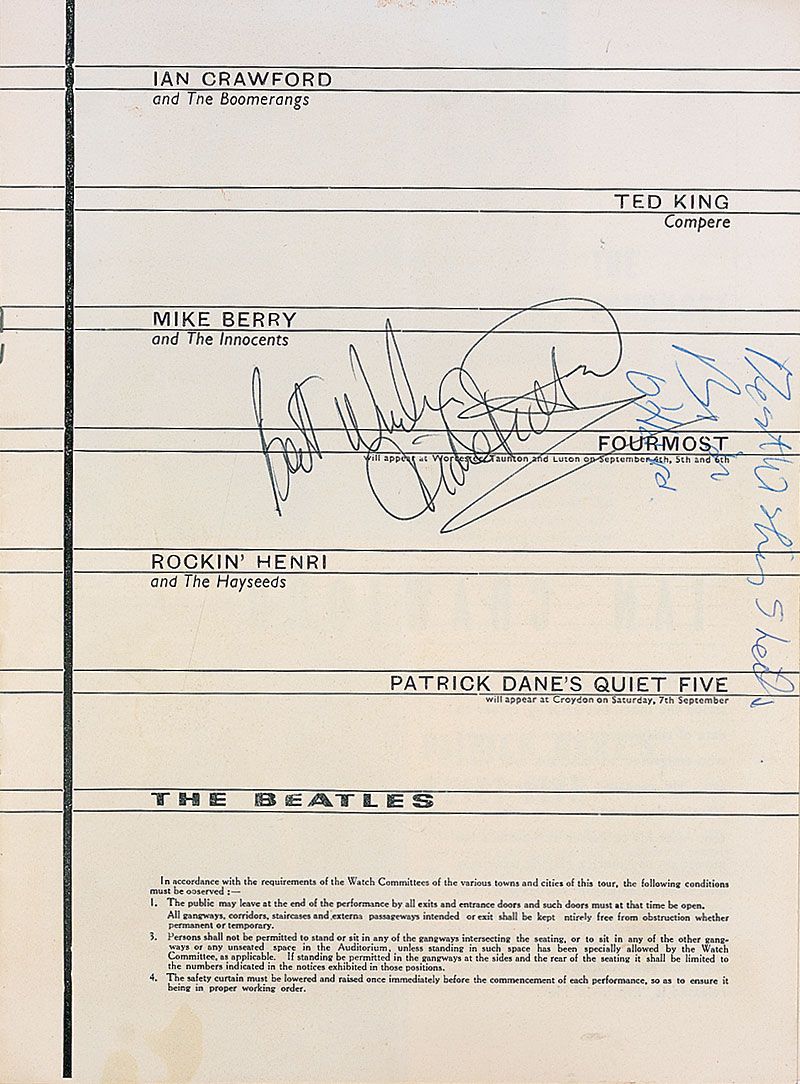 IAN CRAWFORD
and The Boomerangs
TED KING
Compere
MIKE BERRY
and The Innocents
Best Wishes
FOURMOST
will appear at Worcester, Taunton and Luton on September 4th, 5th and 6th
Best Wishes
ROCKIN' HENRI
and The Hayseeds
PATRICK DANE'S QUIET FIVE
will appear at Croydon on Saturday, 7th September
THE BEATLES
In accordance with the requirements of the Watch Committees of the various towns and cities of this tour, the following conditions
must be observed :—
1. The public may leave at the end of the performance by all exits and entrance doors and such doors must at that time be open.
All gangways, corridors, staircases and externa passageways intended or exit shall be kept ntirely free from obstruction whether
permanent or temporary.
3. Persons shall not be permitted to stand or sit in any of the gangways intersecting the seating, or to sit in any of the other gang-
ways or any unseated space in the Auditorium, unless standing in such space has been specially allowed by the Watch
Committee, as applicable. If standing be permitted in the gangways at the sides and the rear of the seating it shall be limited to
the numbers indicated in the notices exhibited in those positions.
4. The safety curtain must be lowered and raised once immediately before the commencement of each performance, so as to ensure it
being in proper working order.